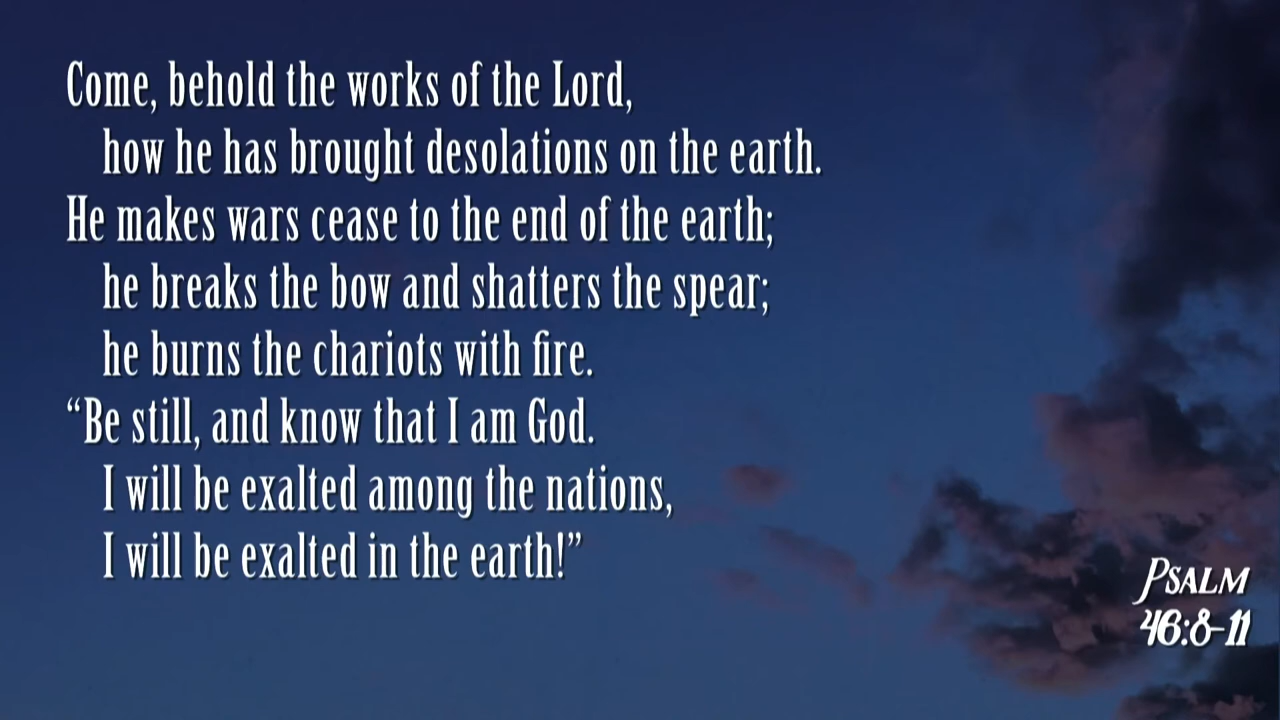 Come, behold the works of the Lord,
how he has brought desolations on the earth.
He makes wars cease to the end of the earth;
he breaks the bow and shatters the spear;
he burns the chariots with fire.
“Be still, and know that I am God.
I will be exalted among the nations,
I will be exalted in the earth!”
Psalm
46:8-11